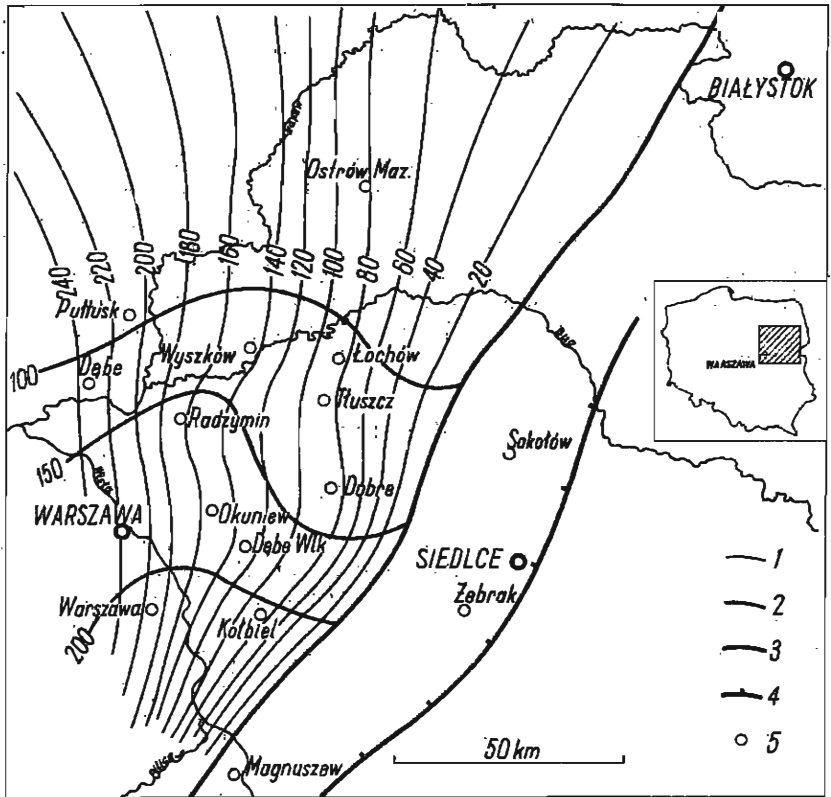 BIAŁYSTOK
Ostrów Maz.
240
220
200
180
160
140
120
100
80
60
40
20
Pułtusk
Wyszków
Łochów
Bug
WARSZAWA
100
Dębe
Tłuszcz
Radzymin
Sokołów
150
Wisła
Dobre
WARSZAWA
Okuniew
Dębe Wlk
SIEDLCE
1
Żebrak
2
Warszawa
Kołbiel
200
3
4
50 km
5
Magnuszew